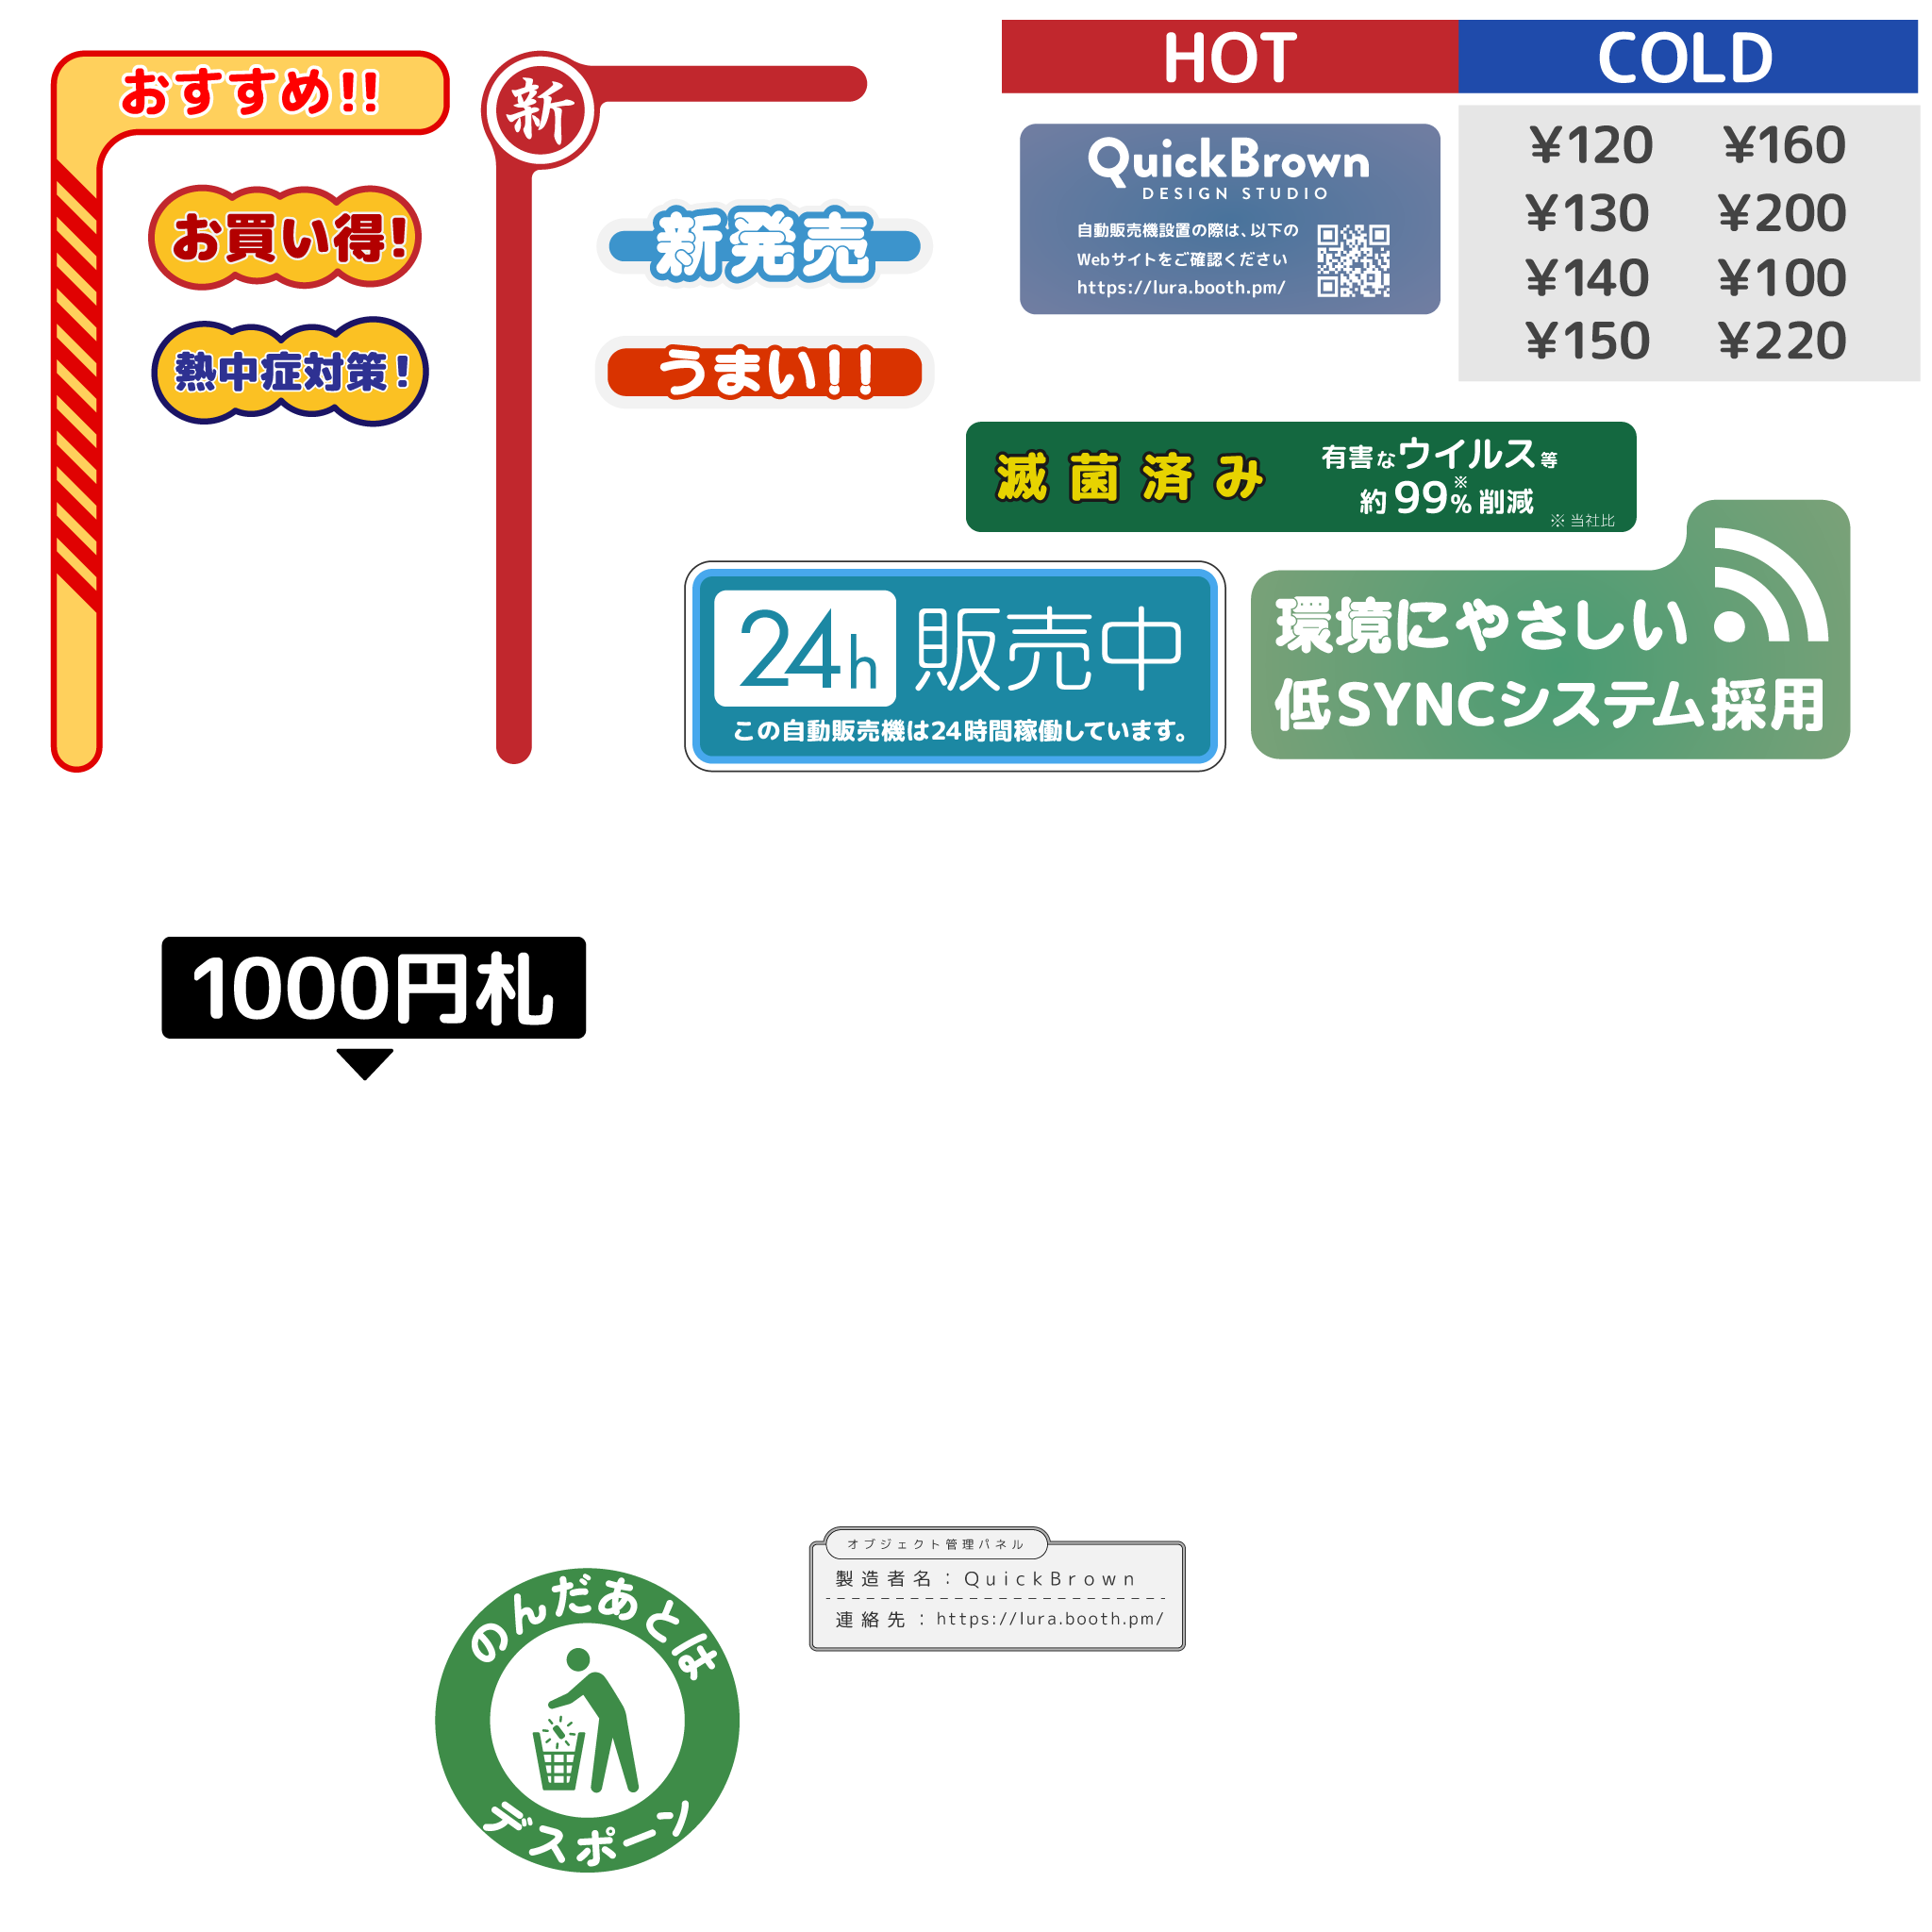 おすすめ!!
お買い得!
熱中症対策!
新
新発売
うまい!!
HOT
COLD
QuickBrown
DESIGN STUDIO
自動販売機設置の際は、以下の
Webサイトをご確認ください
https://lura.booth.pm/
¥120 ¥160
¥130 ¥200
¥140 ¥100
¥150 ¥220
滅菌済み
有害なウイルス等
約99%※削減
※ 当社比
24h 販売中
この自動販売機は24時間稼働しています。
環境にやさしい
低SYNCシステム採用
1000円札
のんだあとは
デスポーン
オブジェクト管理パネル
製造者名：QuickBrown
連絡先：https://lura.booth.pm/